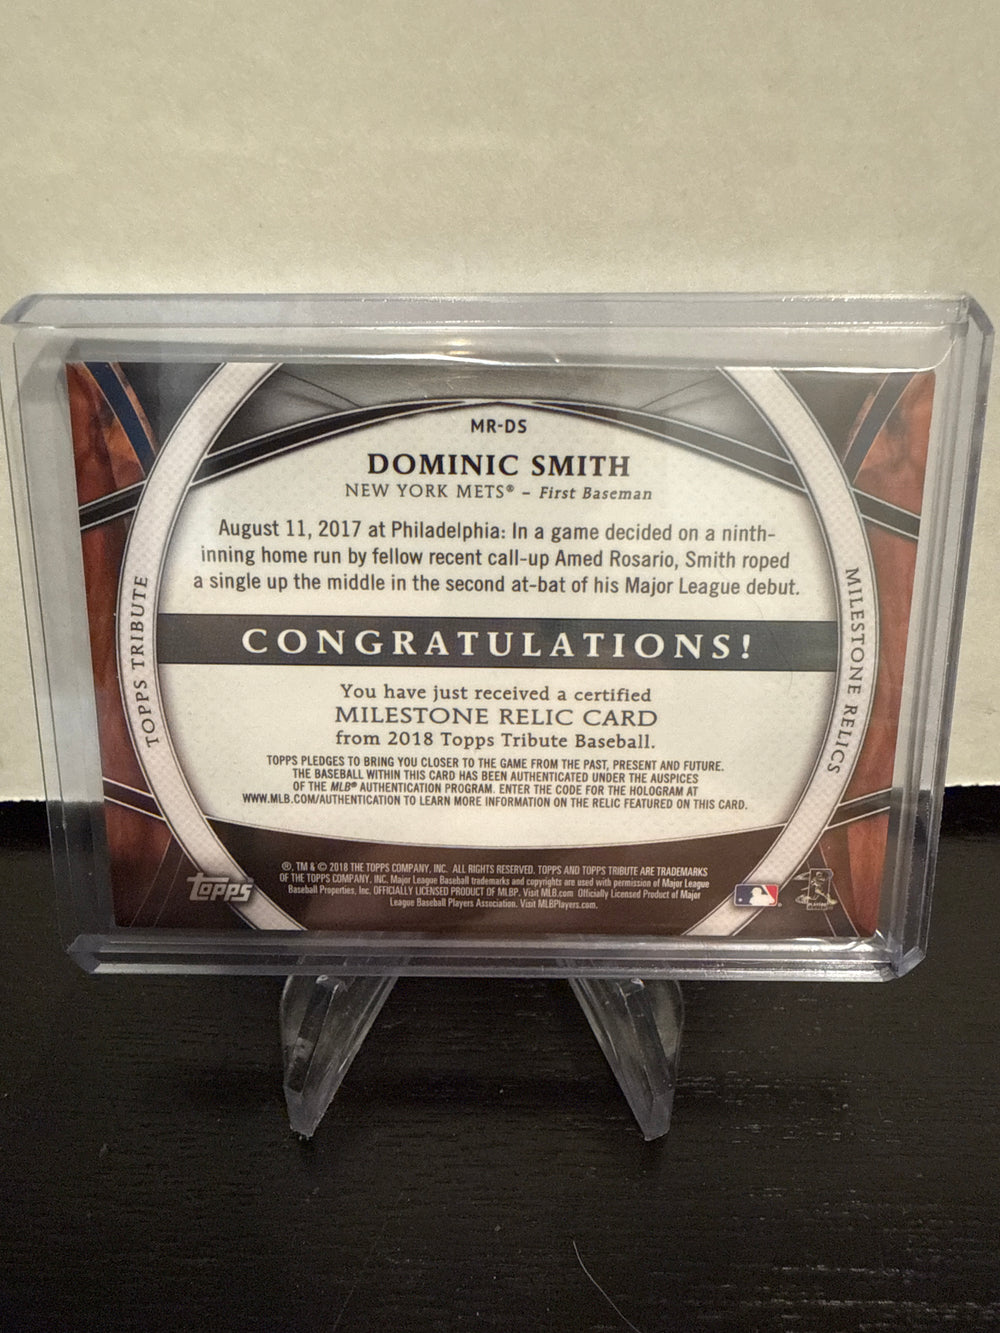 MR-DS
DOMINIC SMITH
NEW YORK METS® – First Baseman
August 11, 2017 at Philadelphia: In a game decided on a ninth-
inning home run by fellow recent call-up Amed Rosario, Smith roped
a single up the middle in the second at-bat of his Major League debut.
TOPPS TRIBUTE
MILESTONE RELICS
CONGRATULATIONS!
You have just received a certified
MILESTONE RELIC CARD
from 2018 Topps Tribute Baseball.
TOPPS PLEDGES TO BRING YOU CLOSER TO THE GAME FROM THE PAST, PRESENT AND FUTURE.
THE BASEBALL WITHIN THIS CARD HAS BEEN AUTHENTICATED UNDER THE AUSPICES
OF THE MLB® AUTHENTICATION PROGRAM. ENTER THE CODE FOR THE HOLOGRAM AT
WWW.MLB.COM/AUTHENTICATION TO LEARN MORE INFORMATION ON THE RELIC FEATURED ON THIS CARD.
topps
®, TM & © 2018 THE TOPPS COMPANY, INC. ALL RIGHTS RESERVED. TOPPS AND TOPPS TRIBUTE ARE TRADEMARKS
OF THE TOPPS COMPANY, INC. Major League Baseball trademarks and copyrights are used with permission of Major League
Baseball Properties, Inc. OFFICIALLY LICENSED PRODUCT OF MLBP. Visit MLB.com Officially Licensed Product of Major
League Baseball Players Association. Visit MLBPlayers.com.
PLAYERS